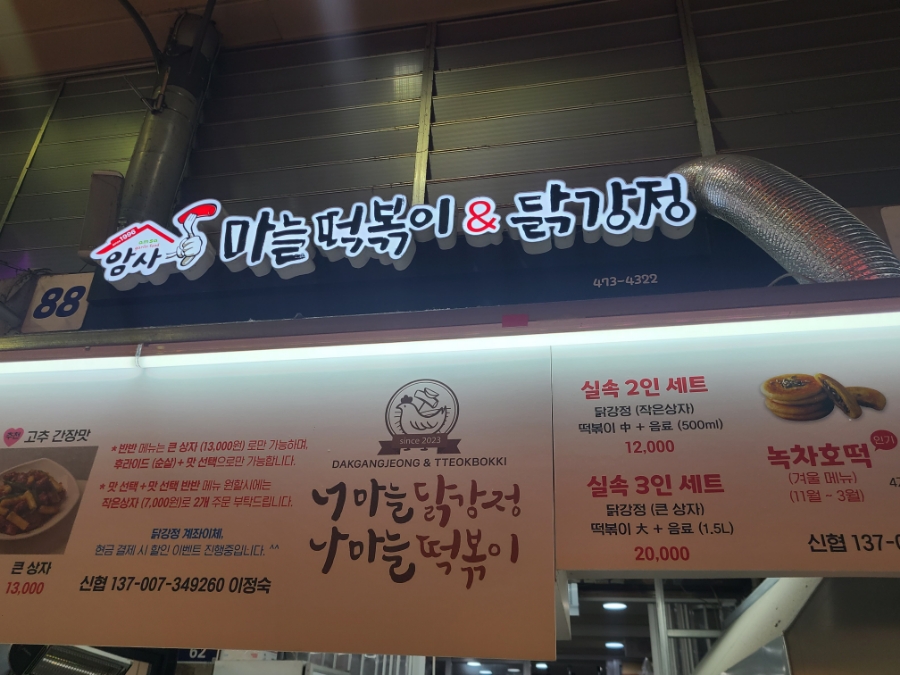 since 1996
암사
마늘떡볶이 & 닭강정
88
473-4322
추천 고추 간장맛
큰 상자
13,000
* 반반 메뉴는 큰 상자 (13,000원) 로만 가능하며,
후라이드 (순살) + 맛 선택으로만 가능합니다.
* 맛 선택 + 맛 선택 반반 메뉴 원할시에는
작은상자 (7,000원)로 2개 주문 부탁드립니다.
닭강정 계좌이체,
현금 결제 시 할인 이벤트 진행중입니다. ^^
신협 137-007-349260 이정숙
since 2023
DAKGANGJEONG & TTEOKBOKKI
너마늘닭강정
나마늘떡볶이
실속 2인 세트
닭강정 (작은상자)
떡볶이 中 + 음료 (500ml)
12,000
실속 3인 세트
닭강정 (큰 상자)
떡볶이 大 + 음료 (1.5L)
20,000
인기
녹차호떡
(겨울 메뉴)
(11월 - 3월)
신협 137-0
62